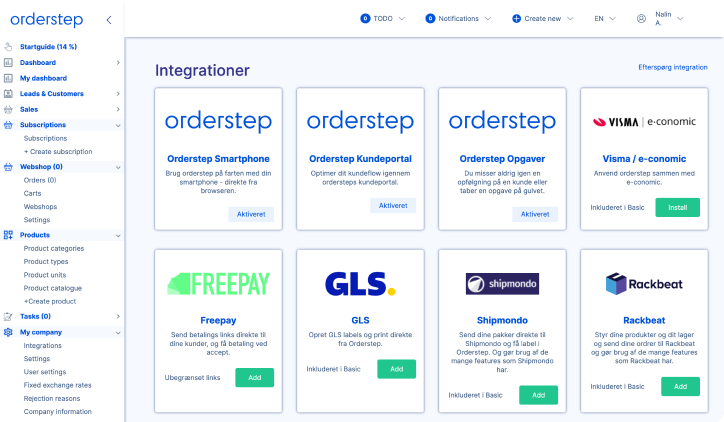 orderstep
0 TODO
0 Notifications
Create new
EN
Nalin
A.
Startguide (14 %)
Dashboard
My dashboard
Leads & Customers
Sales
Subscriptions
Subscriptions
+ Create subscription
Webshop (0)
Orders (0)
Carts
Webshops
Settings
Products
Product categories
Product types
Product units
Product catalogue
+Create product
Tasks (0)
My company
Integrations
Settings
User settings
Fixed exchange rates
Rejection reasons
Company information
Integrationer
Efterspørg integration
orderstep
Orderstep Smartphone
Brug orderstep på farten med din
smartphone - direkte fra
browseren.
Aktiveret
orderstep
Orderstep Kundeportal
Optimer dit kundeflow igennem
ordersteps kundeportal.
Aktiveret
orderstep
Orderstep Opgaver
Du misser aldrig igen en
opfølgning på en kunde eller
taber en opgave på gulvet.
Aktiveret
VISMA | e-conomic
Visma / e-conomic
Anvend orderstep sammen med
e-conomic.
Inkluderet i Basic
Install
FREEPAY
Freepay
Send betalings links direkte til
dine kunder, og få betaling ved
accept.
Ubegrænset links
Add
GLS.
GLS
Opret GLS labels og print direkte
fra Orderstep.
Inkluderet i Basic
Add
shipmondo
Shipmondo
Send dine pakker direkte til
Shipmondo og få label i
Orderstep. Og gør brug af de
mange features som Shipmondo
har.
Inkluderet i Basic
Add
Rackbeat
Rackbeat
Styr dine produkter og dit lager
og send dine ordrer til Rackbeat
og gør brug af de mange features
som Rackbeat har.
Inkluderet i Basic
Add